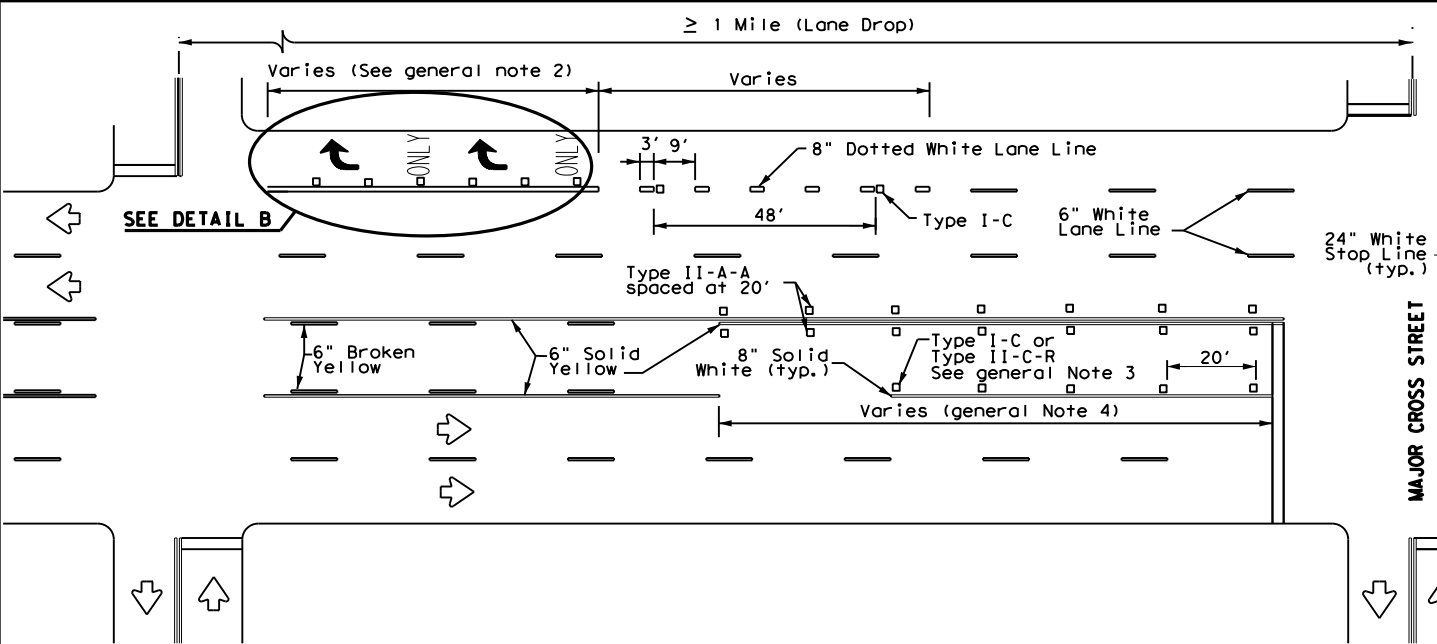 ≥ 1 Mile (Lane Drop)
Varies (See general note 2)
Varies
ONLY
ONLY
3'
9'
8" Dotted White Lane Line
SEE DETAIL B
48'
Type I-C
6" White
Lane Line
24" White
Stop Line
(typ.)
Type II-A-A
spaced at 20'
6" Broken
Yellow
6" Solid
Yellow
8" Solid
White (typ.)
Type I-C or
Type II-C-R
See general Note 3
20'
Varies (general Note 4)
MAJOR CROSS STREET